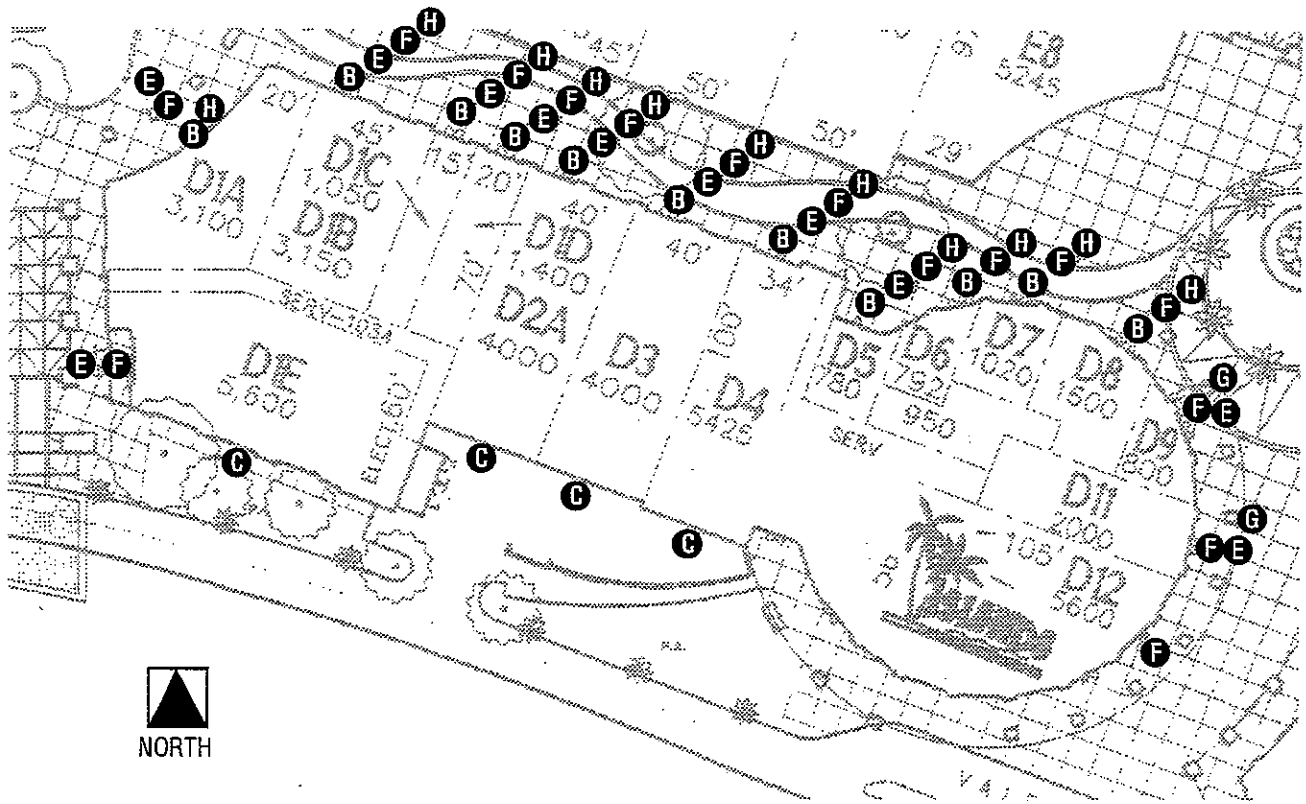 H
F
E
B
E
F
H
B
H
F
E
B
H
F
E
B
H
F
E
B
H
F
E
B
H
F
E
B
H
F
B
H
F
B
H
F
B
H
F
E
B
45'
50'
50'
29'
E8
5245
20'
45'
15'
20'
40'
40'
34'
D1A
3,100
D1C
1,050
D1B
3,150
D1D
1,400
70'
D2A
4000
D3
4000
D4
5425
D5
780
D6
792
950
D7
1020
D8
1500
D9
D11
2000
105'
D12
5600
SERV
D1E
5,600
E F
G
F E
G
F E
F
C
C
C
C
NORTH